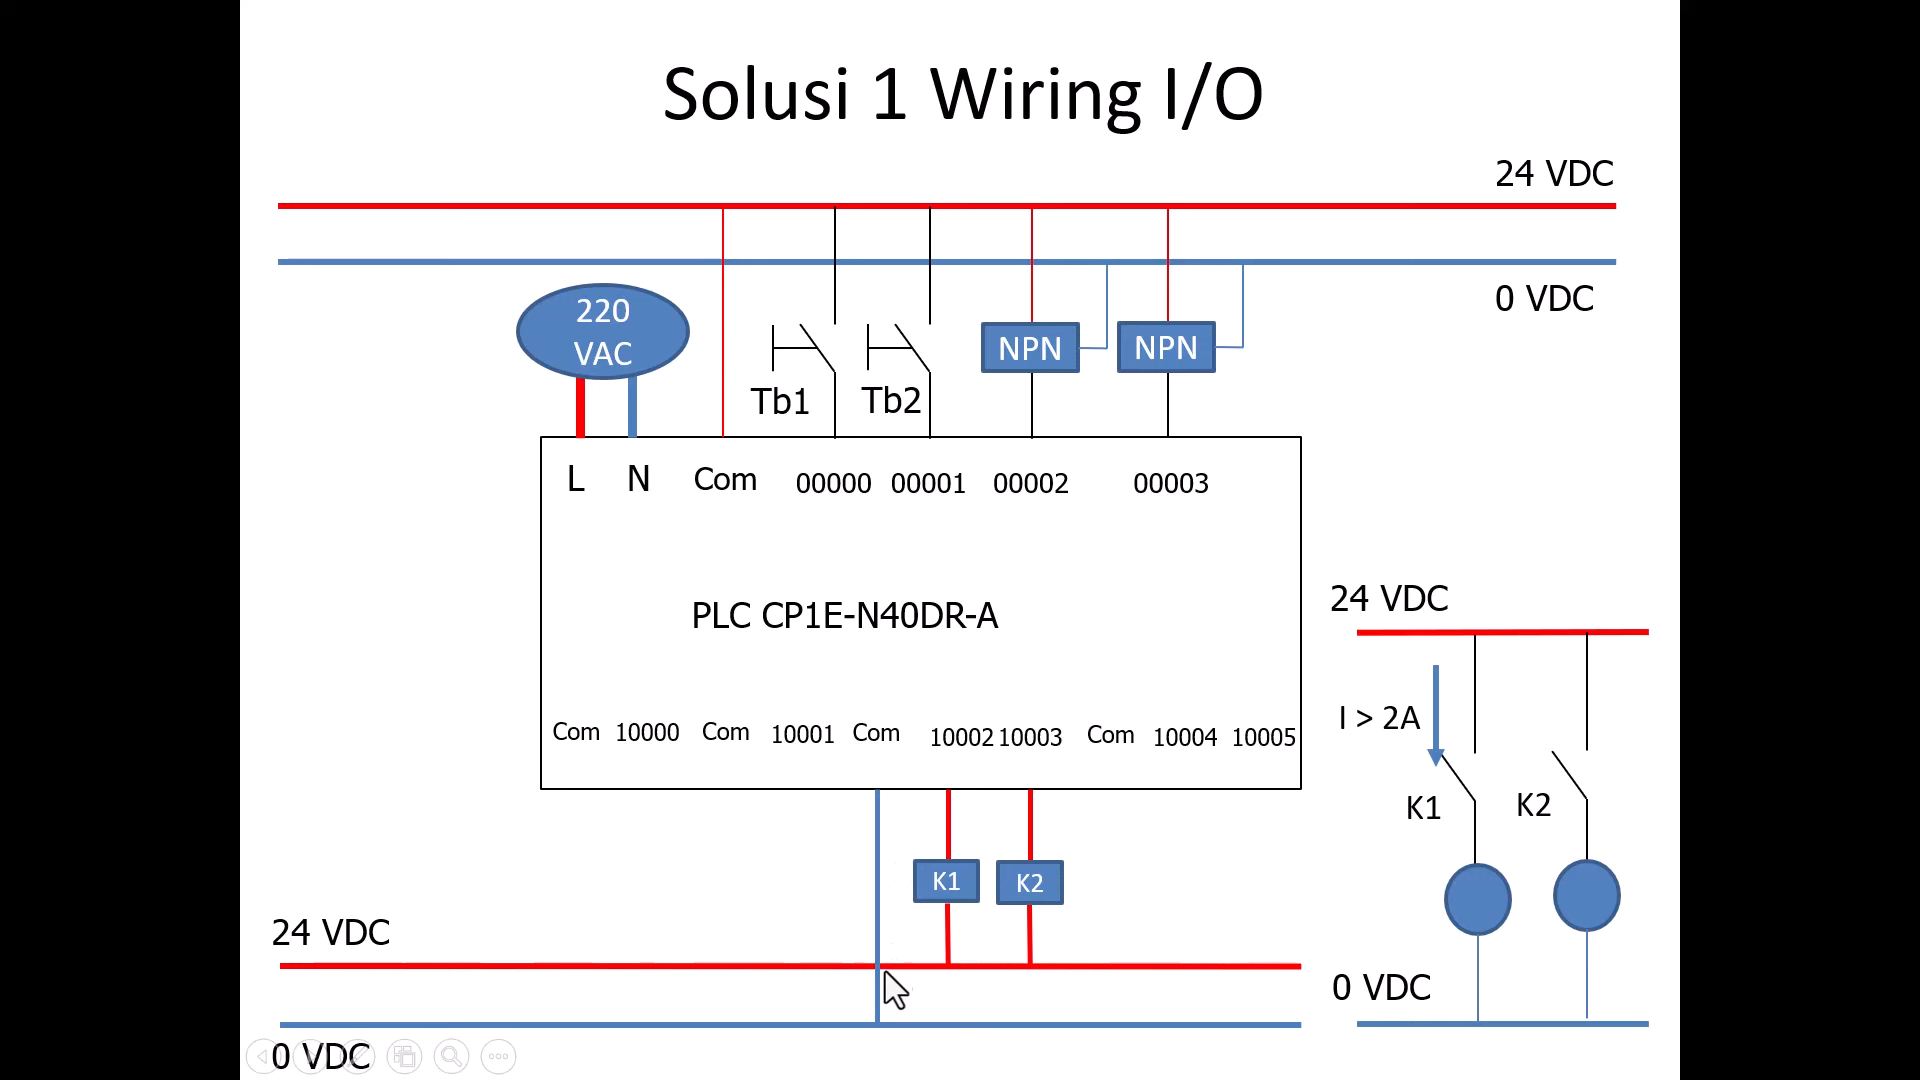 Solusi 1 Wiring I/O
24 VDC
0 VDC
220
VAC
NPN
NPN
Tb1
Tb2
L N Com 00000 00001 00002 00003
PLC CP1E-N40DR-A
Com 10000 Com 10001 Com 10002 10003 Com 10004 10005
24 VDC
I > 2A
K1
K2
K1
K2
24 VDC
0 VDC
0 VDC